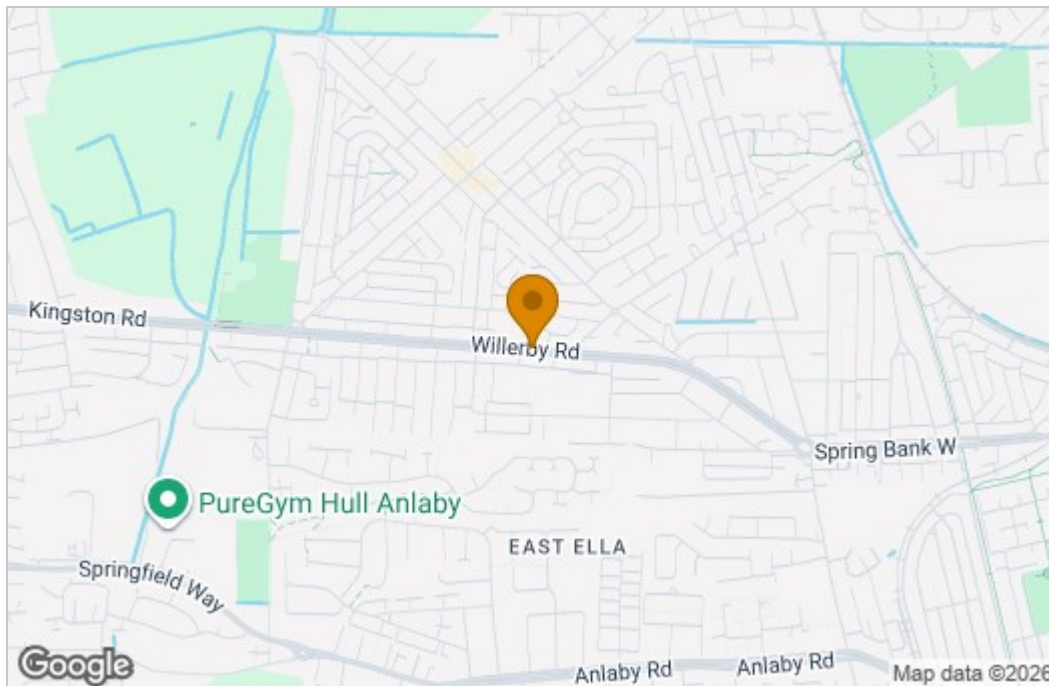 Kingston Rd
Willerby Rd
Spring Bank W
PureGym Hull Anlaby
EAST ELLA
Springfield Way
Anlaby Rd
Anlaby Rd
Google
Map data ©2026